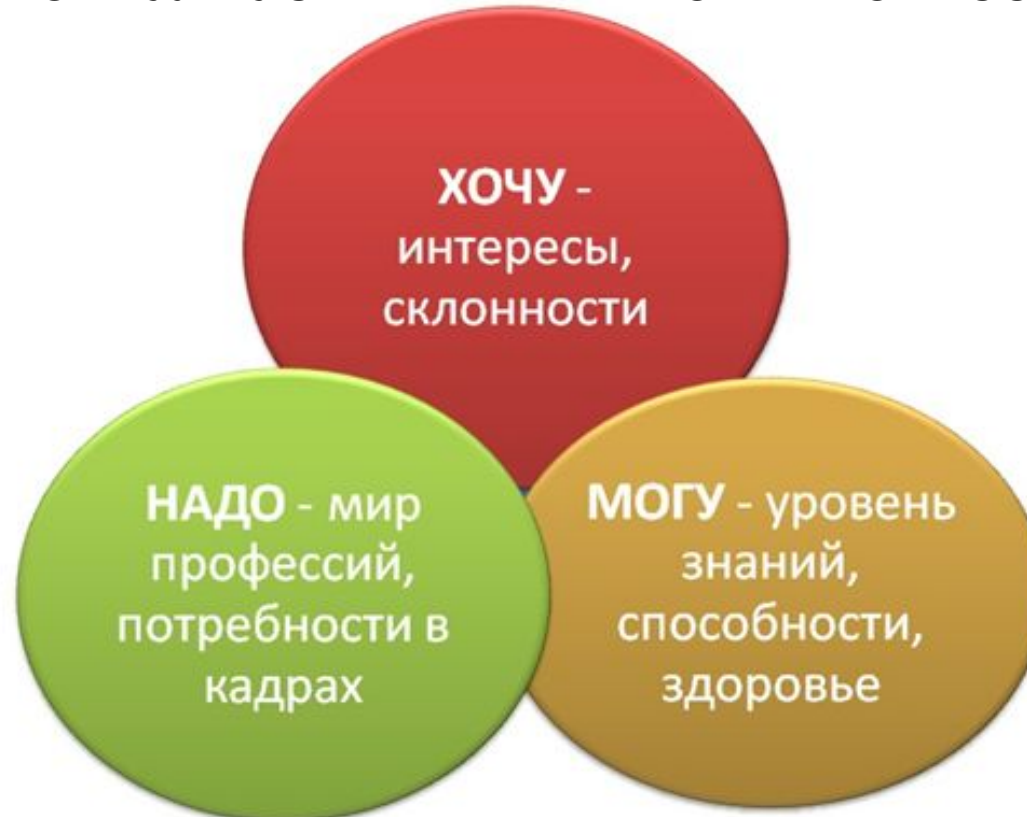 ХОЧУ -
интересы,
склонности
НАДО - мир
профессий,
потребности в
кадрах
МОГУ - уровень
знаний,
способности,
здоровье